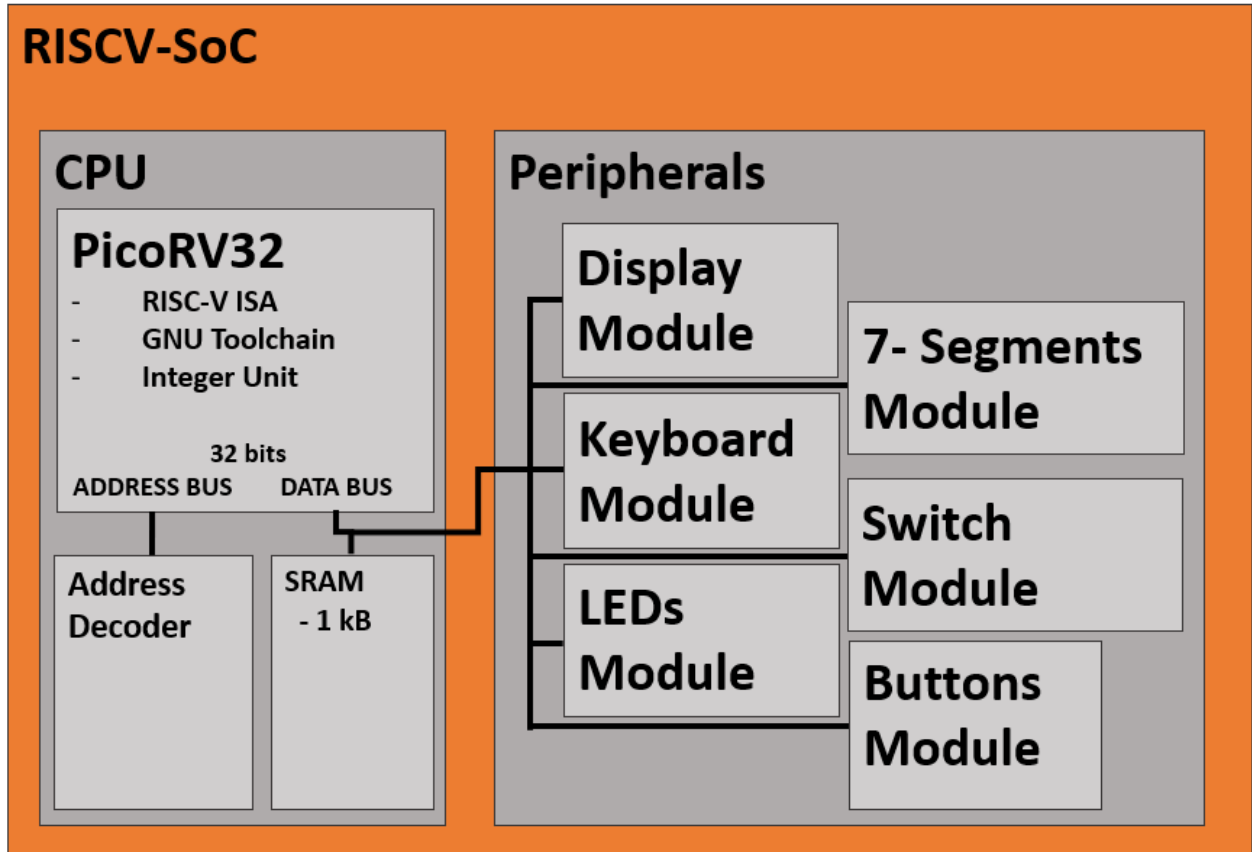 RISCV-SoC
CPU
PicoRV32
- RISC-V ISA
- GNU Toolchain
- Integer Unit
32 bits
ADDRESS BUS DATA BUS
Address
Decoder
SRAM
- 1 kB
Peripherals
Display
Module
7- Segments
Module
Keyboard
Module
Switch
Module
LEDs
Module
Buttons
Module